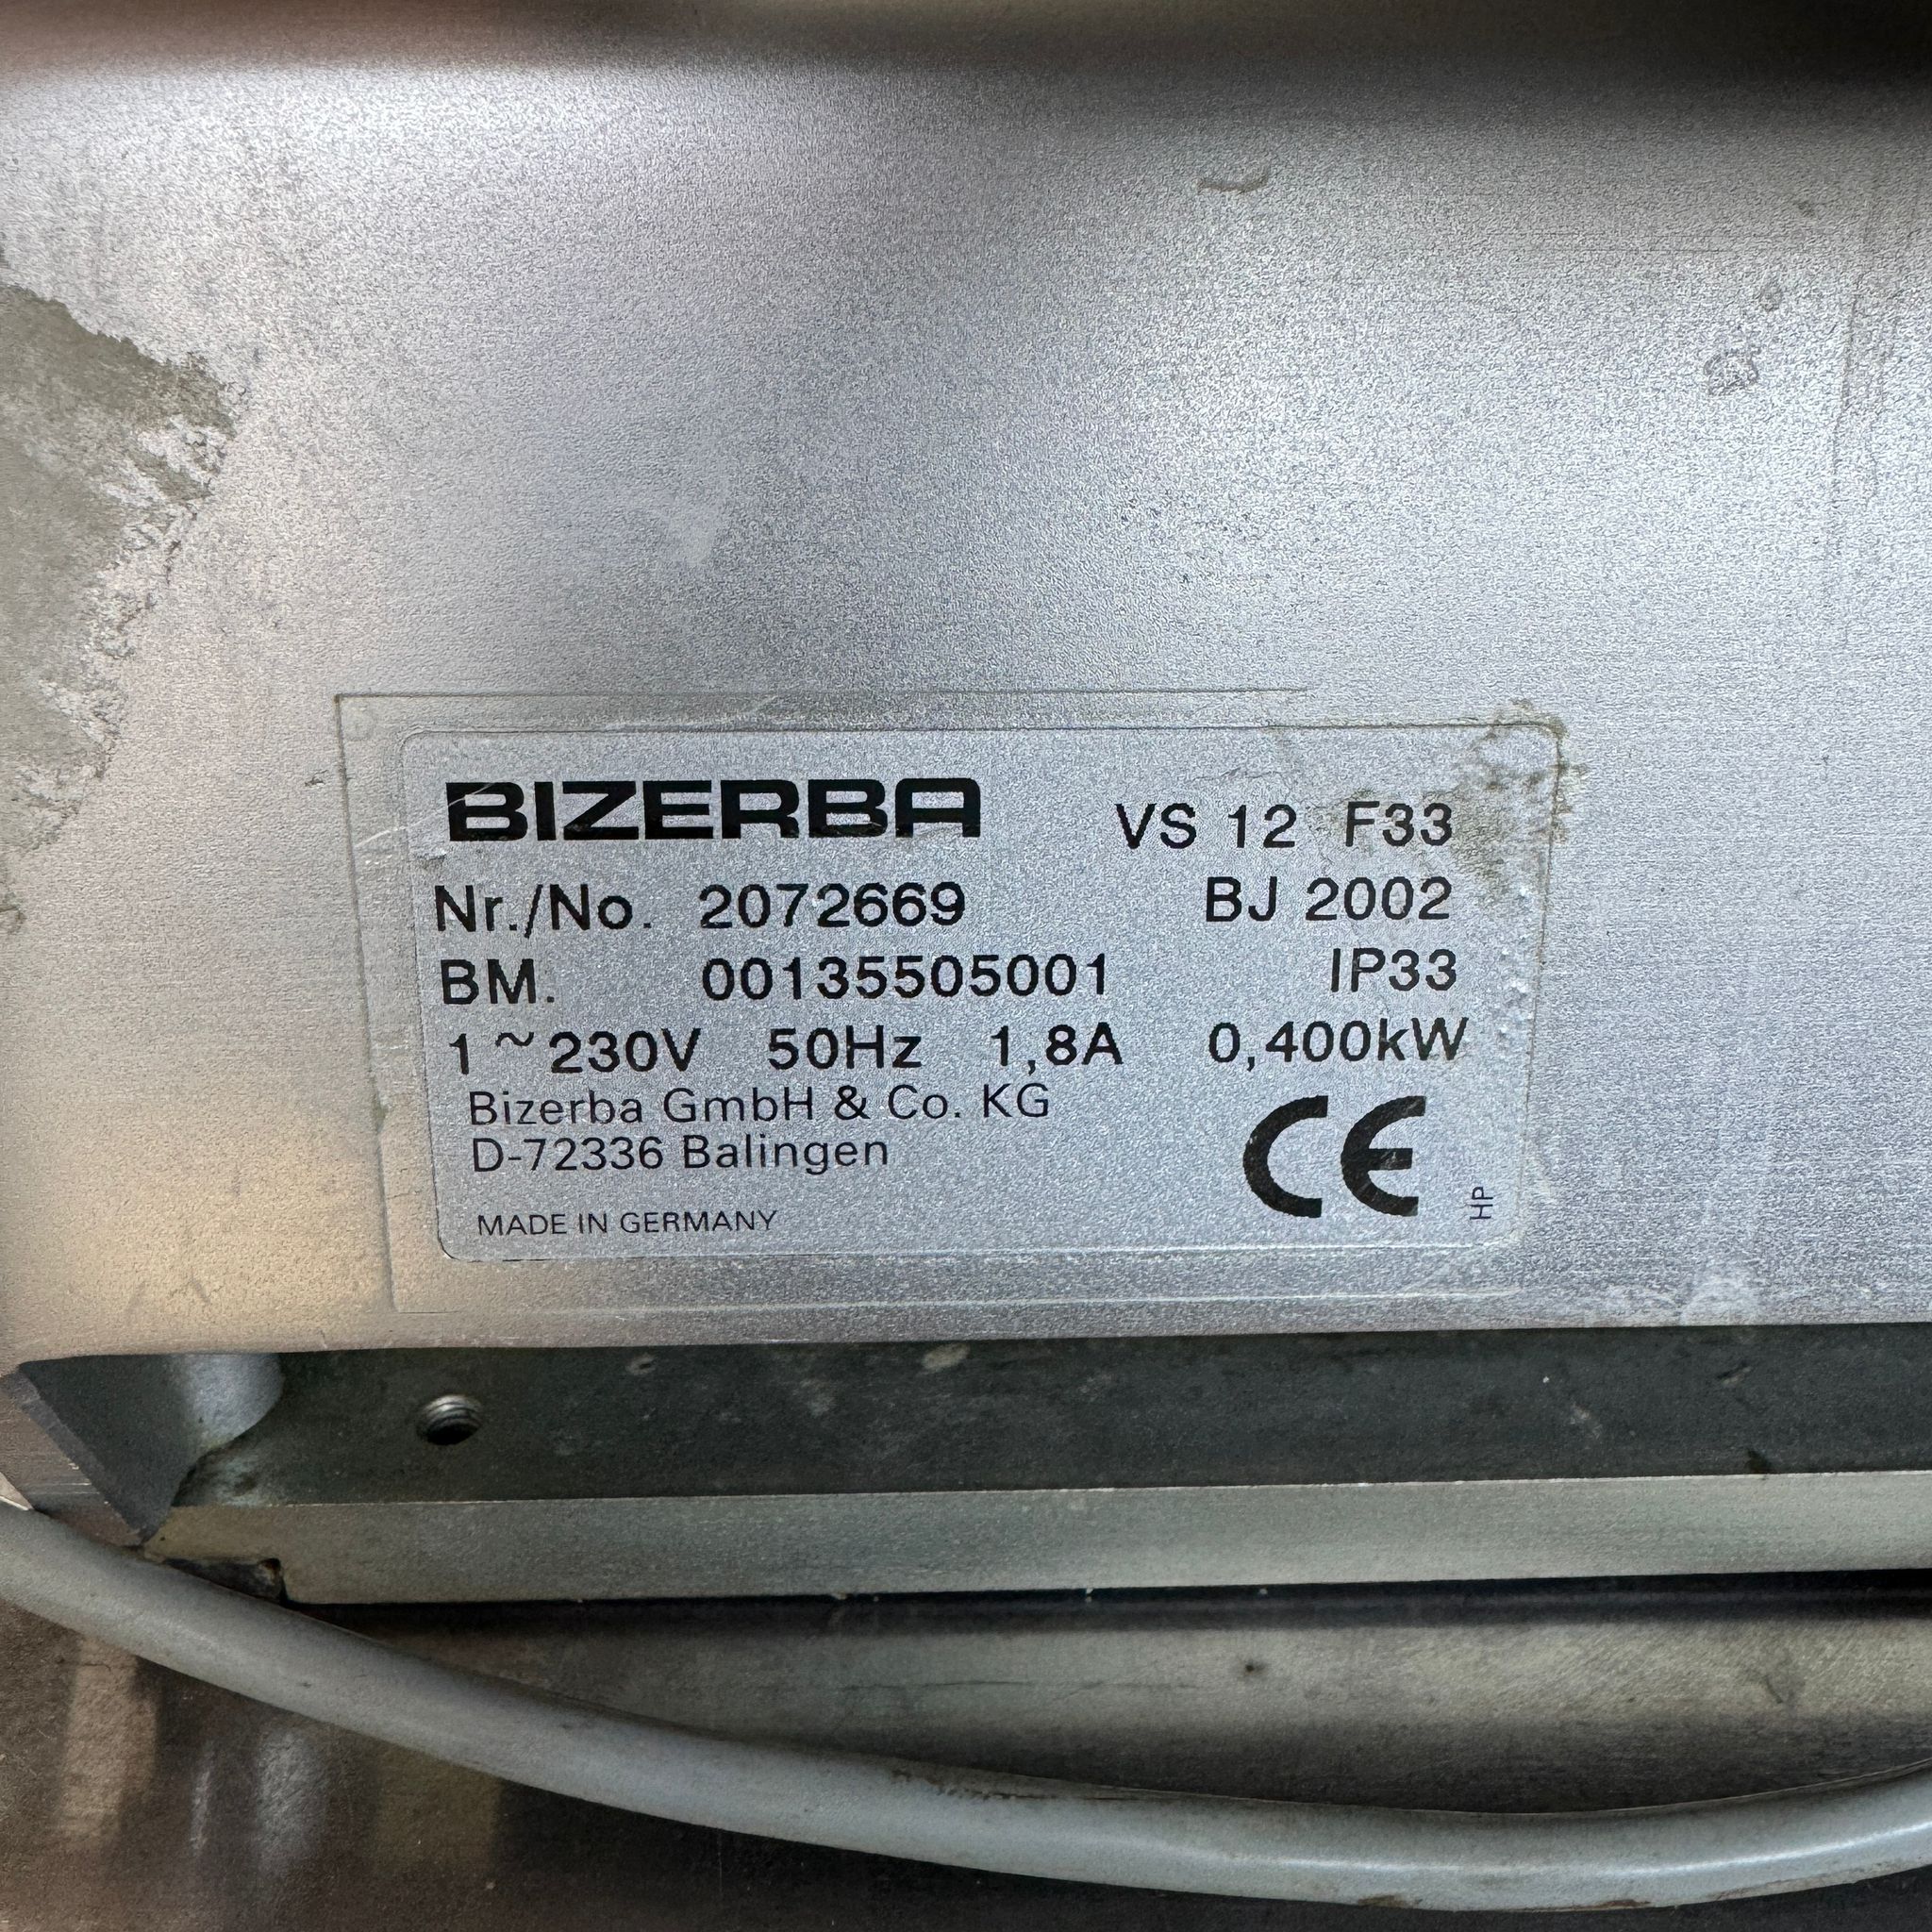 BIZERBA VS 12 F33
Nr./No. 2072669 BJ 2002
BM. 00135505001 IP33
1~230V 50Hz 1,8A 0,400kW
Bizerba GmbH & Co. KG
D-72336 Balingen
CE
HP
MADE IN GERMANY